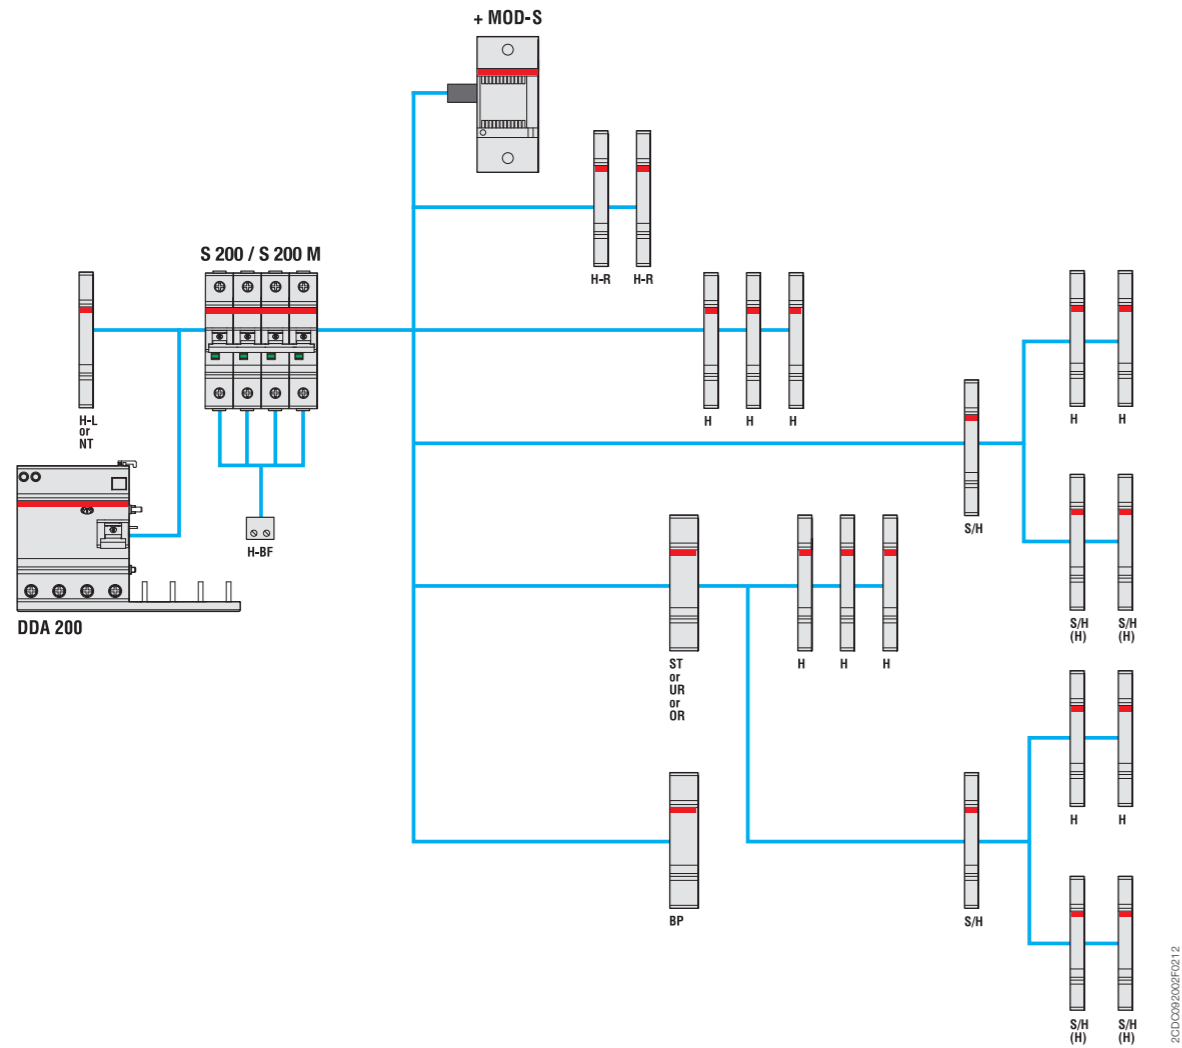 + MOD-S
H-R
H-R
S 200 / S 200 M
H-L
or
NT
H
H
H
H
H
S/H
H-BF
DDA 200
S/H
(H)
S/H
(H)
ST
or
UR
or
OR
H
H
H
H
H
BP
S/H
S/H
(H)
S/H
(H)
2CDC092002F0212